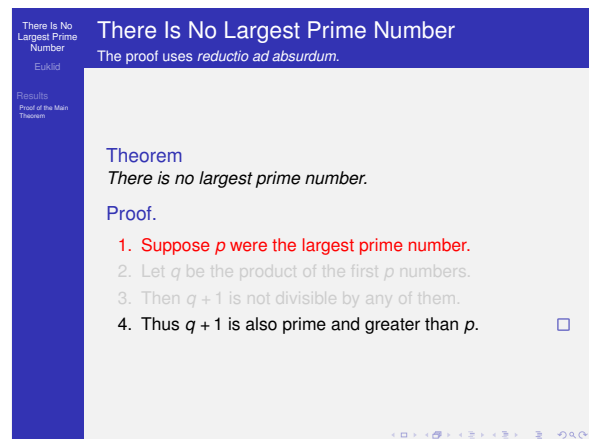 There Is No
Largest Prime
Number
Euklid
Results
Proof of the Main
Theorem
There Is No Largest Prime Number
The proof uses reductio ad absurdum.
Theorem
There is no largest prime number.
Proof.
1. Suppose p were the largest prime number.
2. Let q be the product of the first p numbers.
3. Then q + 1 is not divisible by any of them.
4. Thus q + 1 is also prime and greater than p.